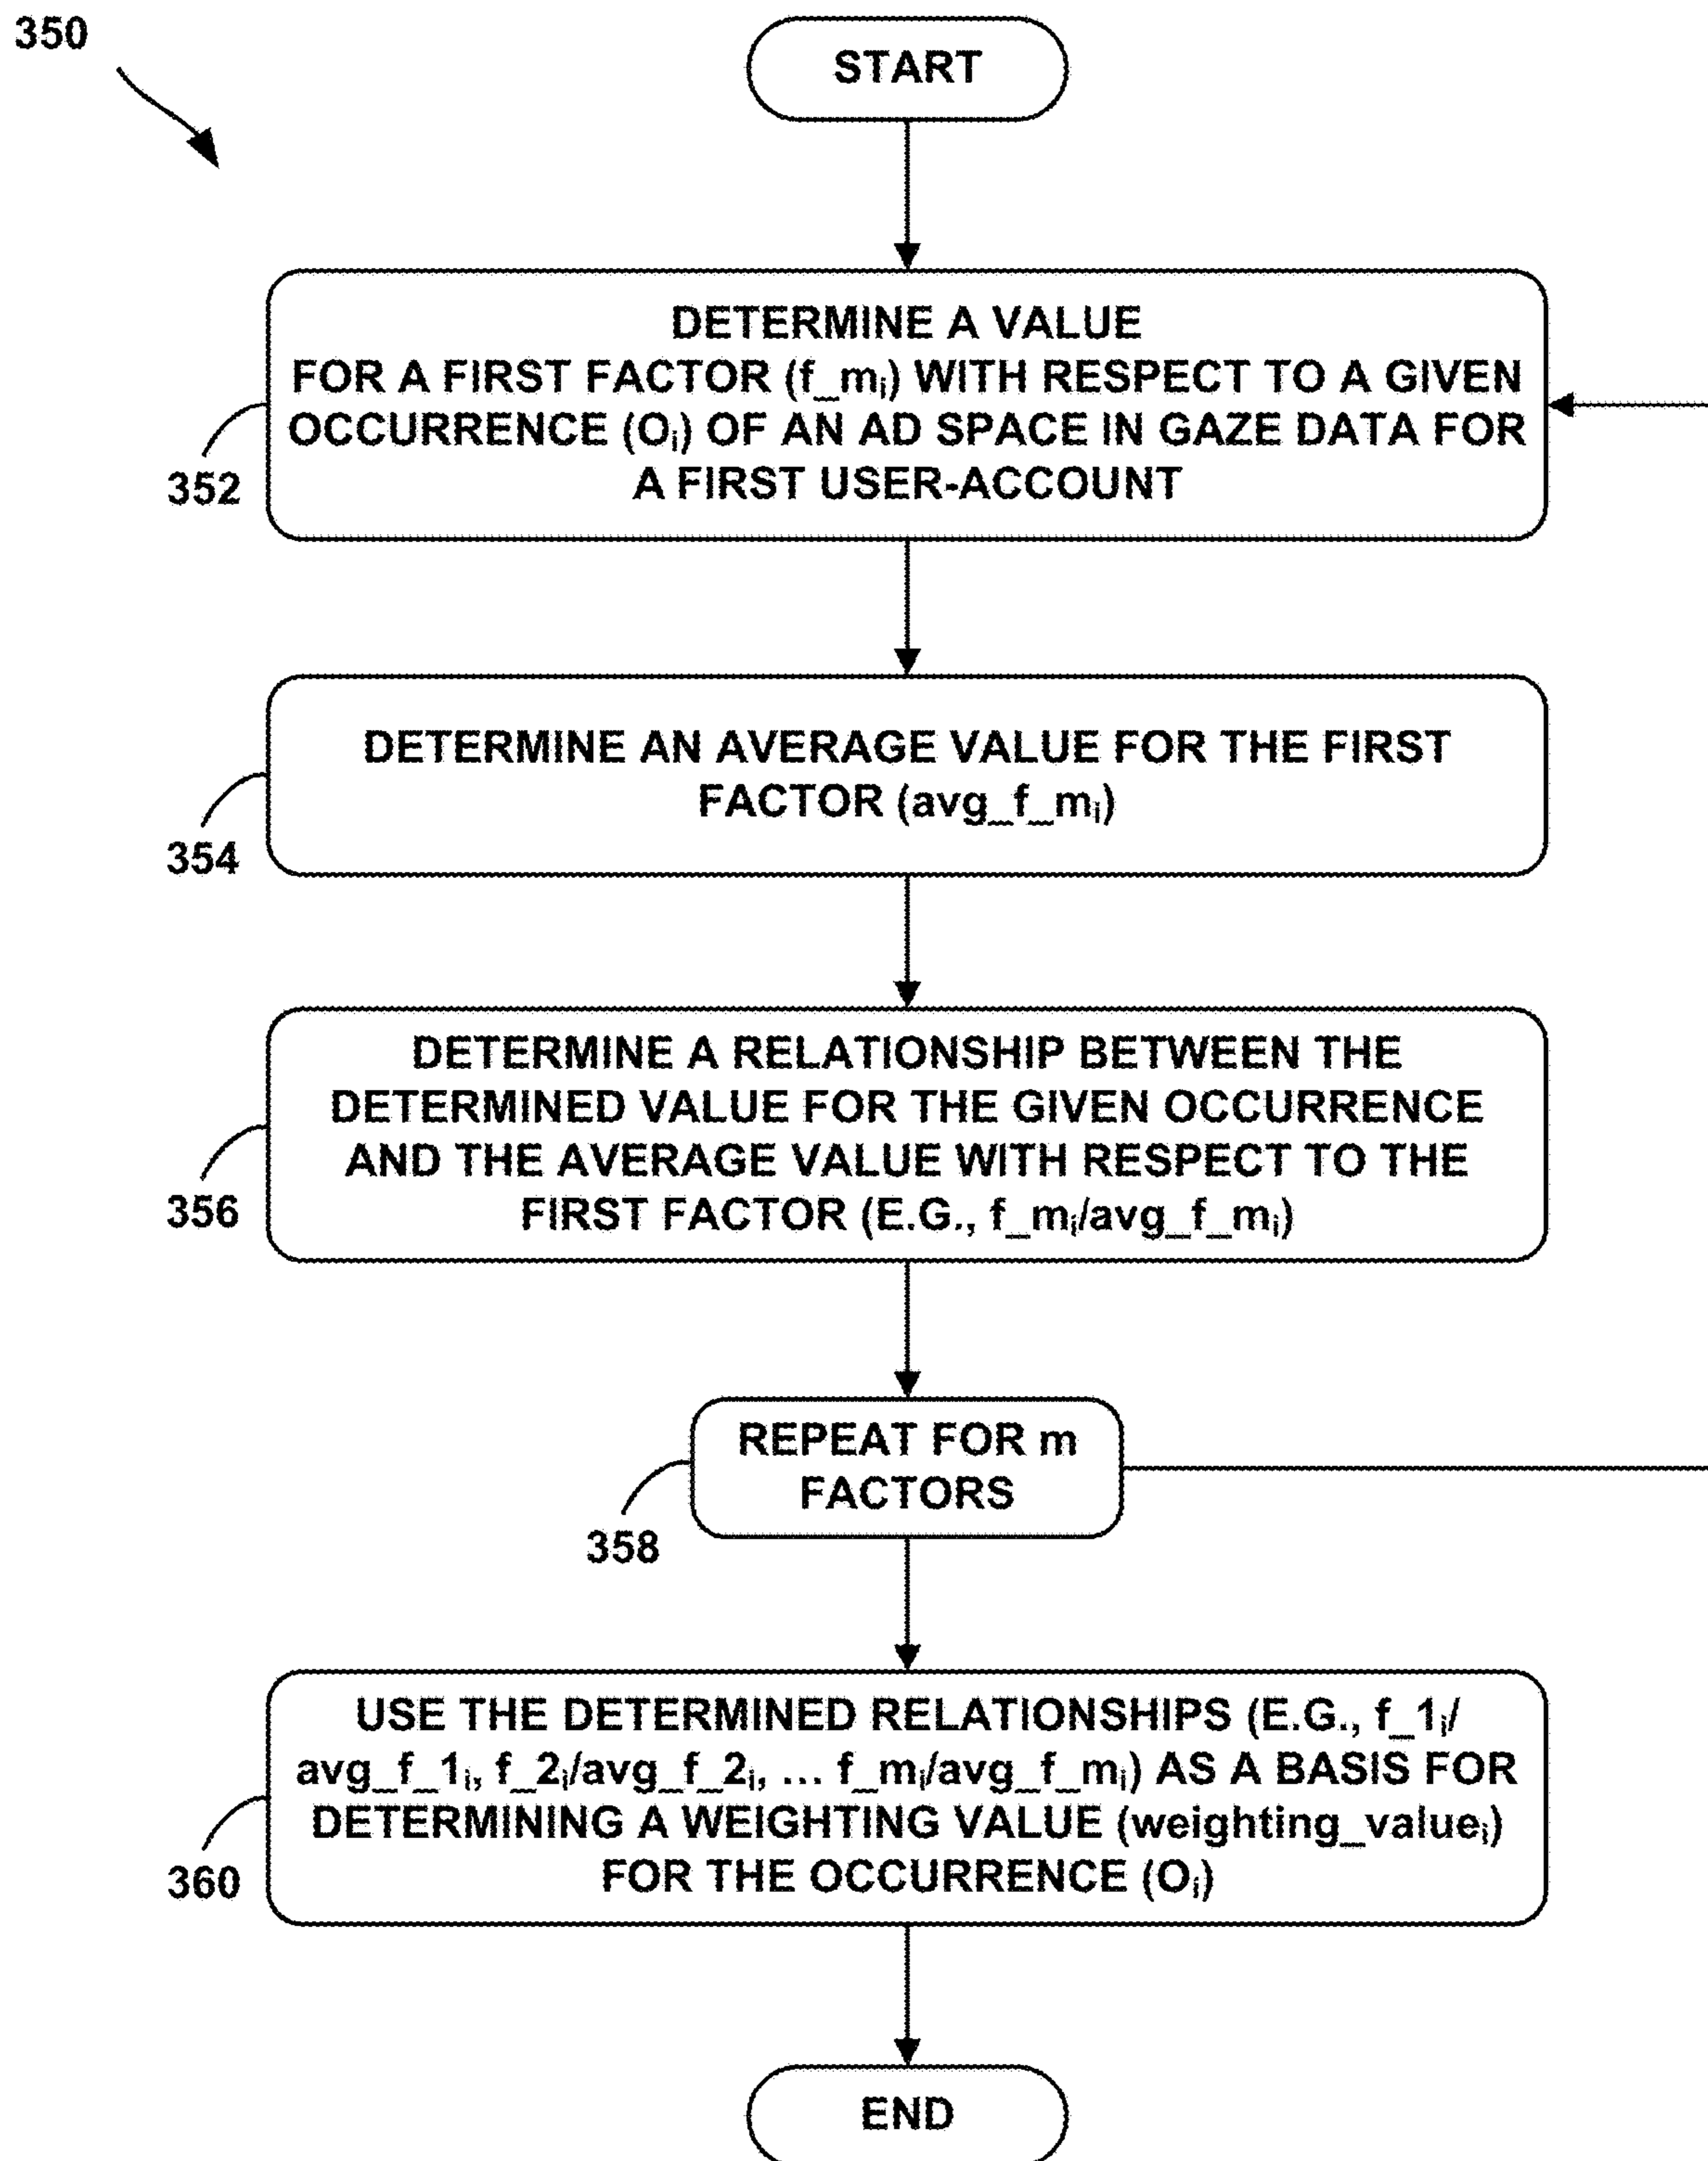 350
START
DETERMINE A VALUE
FOR A FIRST FACTOR (f_mᵢ) WITH RESPECT TO A GIVEN
OCCURRENCE (Oᵢ) OF AN AD SPACE IN GAZE DATA FOR
A FIRST USER-ACCOUNT
352
DETERMINE AN AVERAGE VALUE FOR THE FIRST
FACTOR (avg_f_mᵢ)
354
DETERMINE A RELATIONSHIP BETWEEN THE
DETERMINED VALUE FOR THE GIVEN OCCURRENCE
AND THE AVERAGE VALUE WITH RESPECT TO THE
FIRST FACTOR (E.G., f_mᵢ/avg_f_mᵢ)
356
REPEAT FOR m
FACTORS
358
USE THE DETERMINED RELATIONSHIPS (E.G., f_1ᵢ/
avg_f_1ᵢ, f_2ᵢ/avg_f_2ᵢ, ... f_mᵢ/avg_f_mᵢ) AS A BASIS FOR
DETERMINING A WEIGHTING VALUE (weighting_valueᵢ)
FOR THE OCCURRENCE (Oᵢ)
360
END